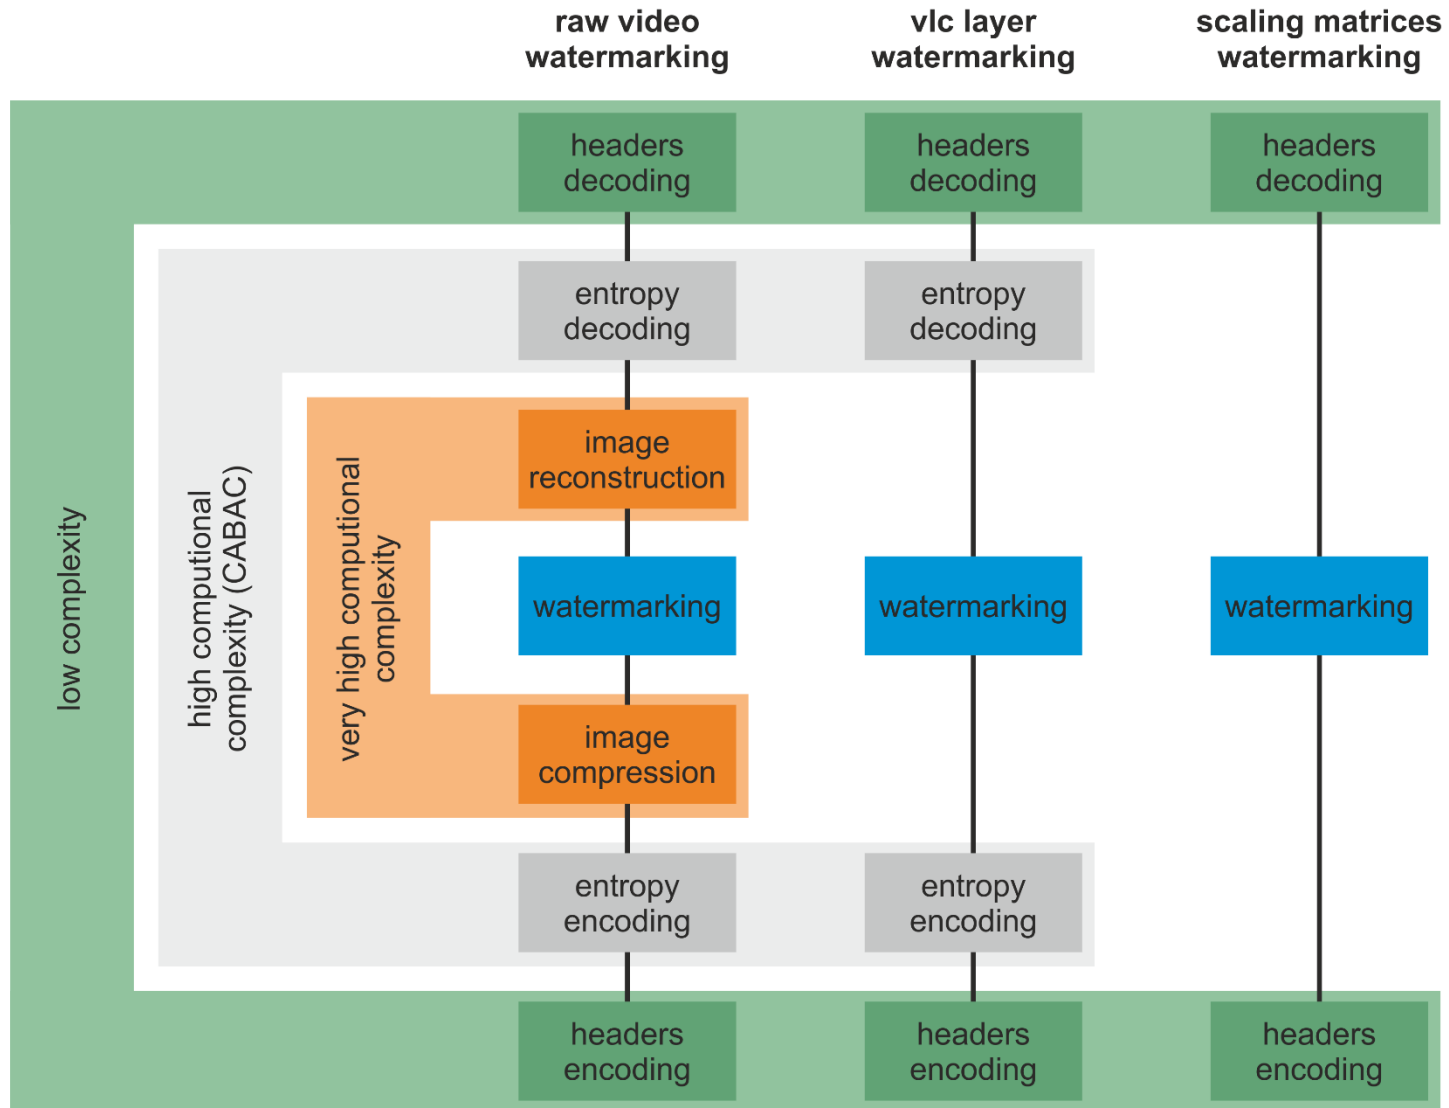 raw video
watermarking
vlc layer
watermarking
scaling matrices
watermarking
headers
decoding
headers
decoding
headers
decoding
entropy
decoding
entropy
decoding
image
reconstruction
low complexity
high computional
complexity (CABAC)
very high computional
complexity
watermarking
watermarking
watermarking
image
compression
entropy
encoding
entropy
encoding
headers
encoding
headers
encoding
headers
encoding